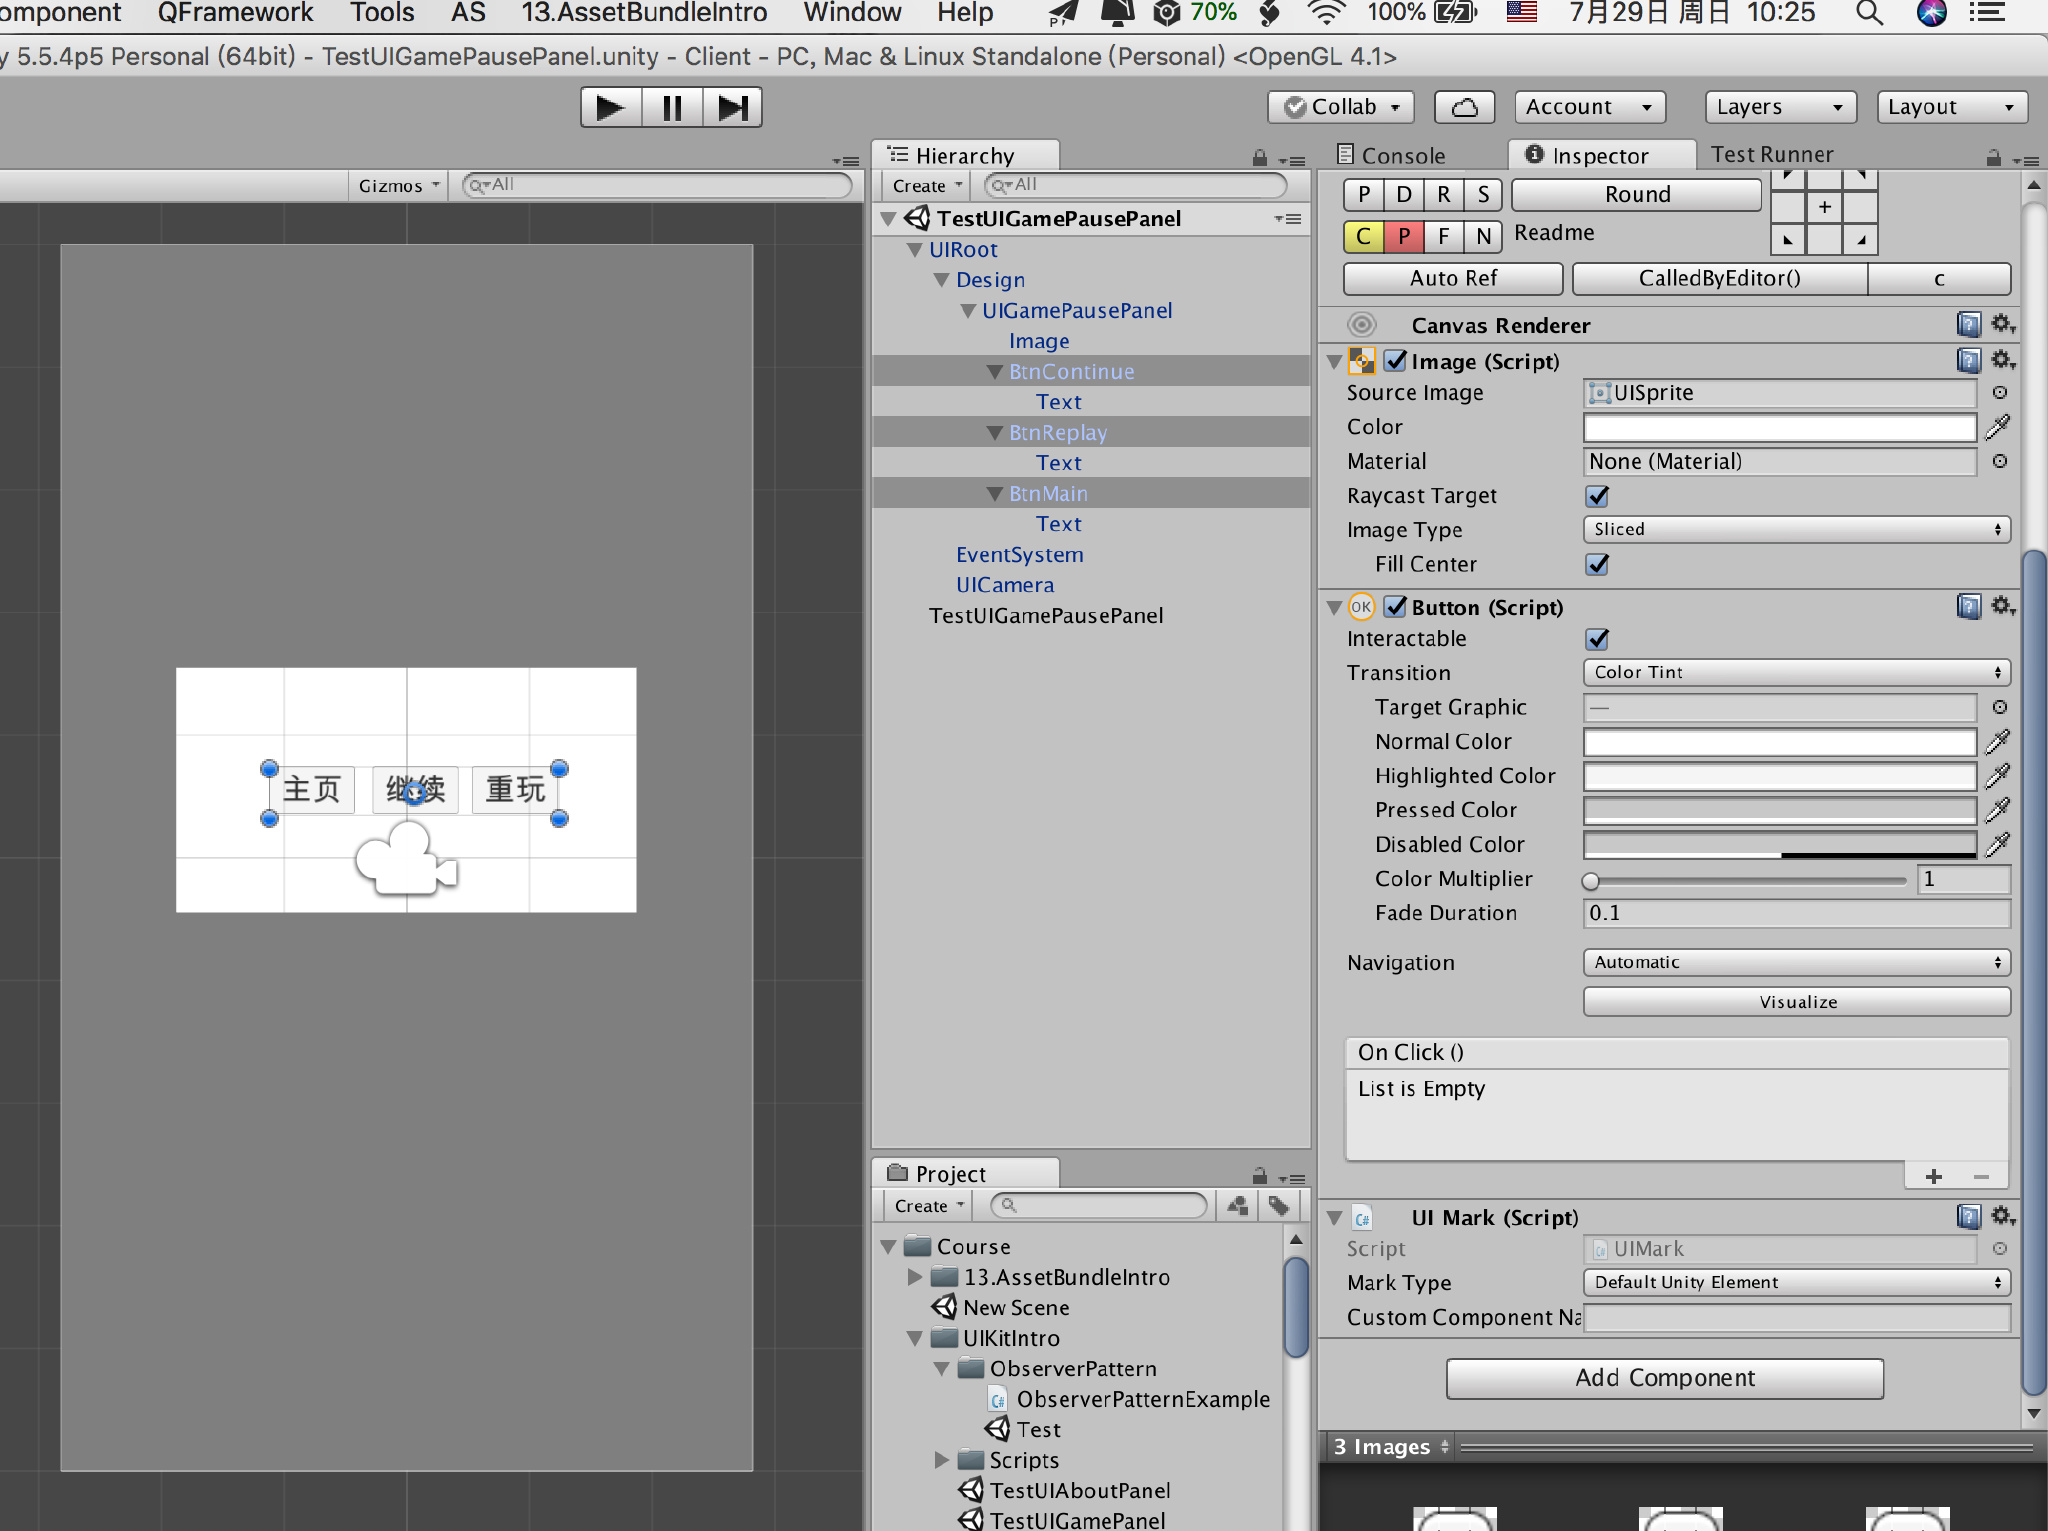 omponent QFramework Tools AS 13.AssetBundleIntro Window Help 70% 100% 7月29日 周日 10:25
y 5.5.4p5 Personal (64bit) - TestUIGamePausePanel.unity - Client - PC, Mac & Linux Standalone (Personal) <OpenGL 4.1>
Collab Account Layers Layout
Gizmos All
主页 继续 重玩
Hierarchy
Create All
TestUIGamePausePanel
UIRoot
Design
UIGamePausePanel
Image
BtnContinue
Text
BtnReplay
Text
BtnMain
Text
EventSystem
UICamera
TestUIGamePausePanel
Project
Create
Course
13.AssetBundleIntro
New Scene
UIKitIntro
ObserverPattern
ObserverPatternExample
Test
Scripts
TestUIAboutPanel
TestUIGamePanel
Console Inspector Test Runner
P D R S Round
C P F N Readme
Auto Ref CalledByEditor() c
Canvas Renderer
Image (Script)
Source Image UISprite
Color
Material None (Material)
Raycast Target
Image Type Sliced
Fill Center
OK Button (Script)
Interactable
Transition Color Tint
Target Graphic —
Normal Color
Highlighted Color
Pressed Color
Disabled Color
Color Multiplier 1
Fade Duration 0.1
Navigation Automatic
Visualize
On Click ()
List is Empty
UI Mark (Script)
Script UIMark
Mark Type Default Unity Element
Custom Component Na
Add Component
3 Images